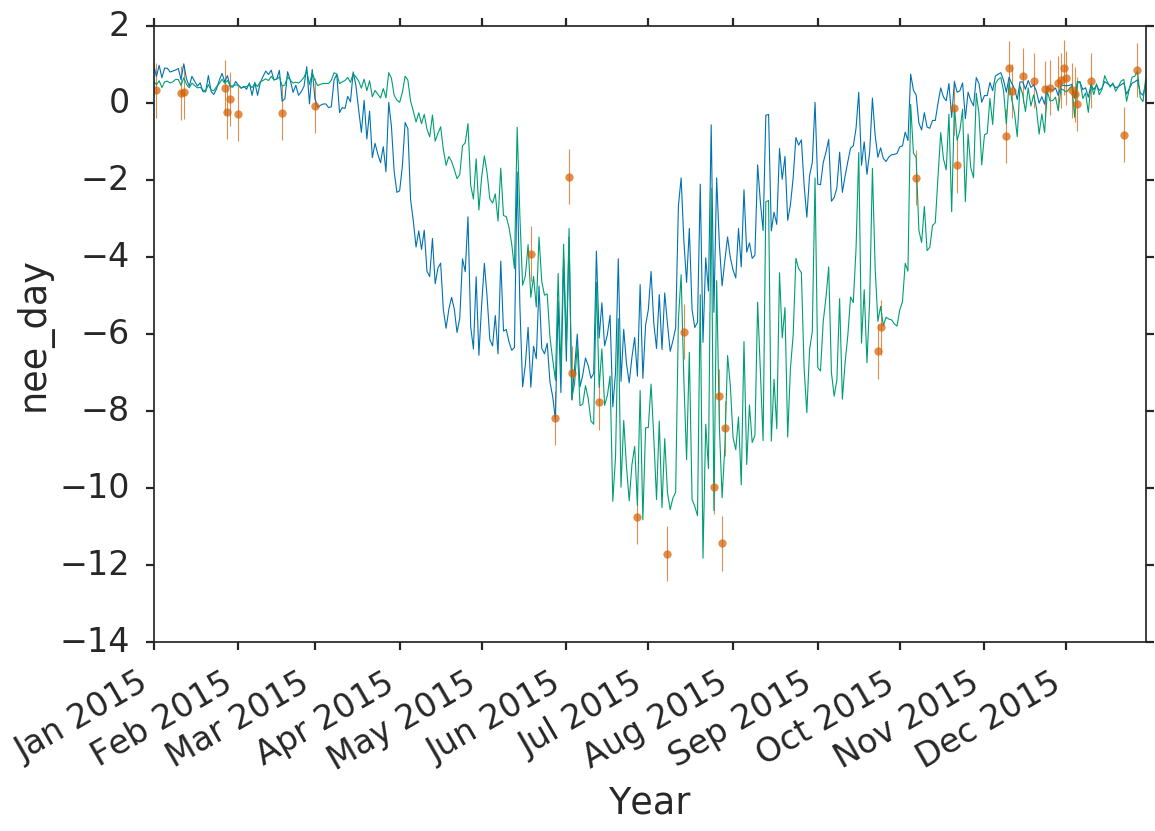 2
0
−2
−4
−6
−8
−10
−12
−14
nee_day
Jan 2015
Feb 2015
Mar 2015
Apr 2015
May 2015
Jun 2015
Jul 2015
Aug 2015
Sep 2015
Oct 2015
Nov 2015
Dec 2015
Year